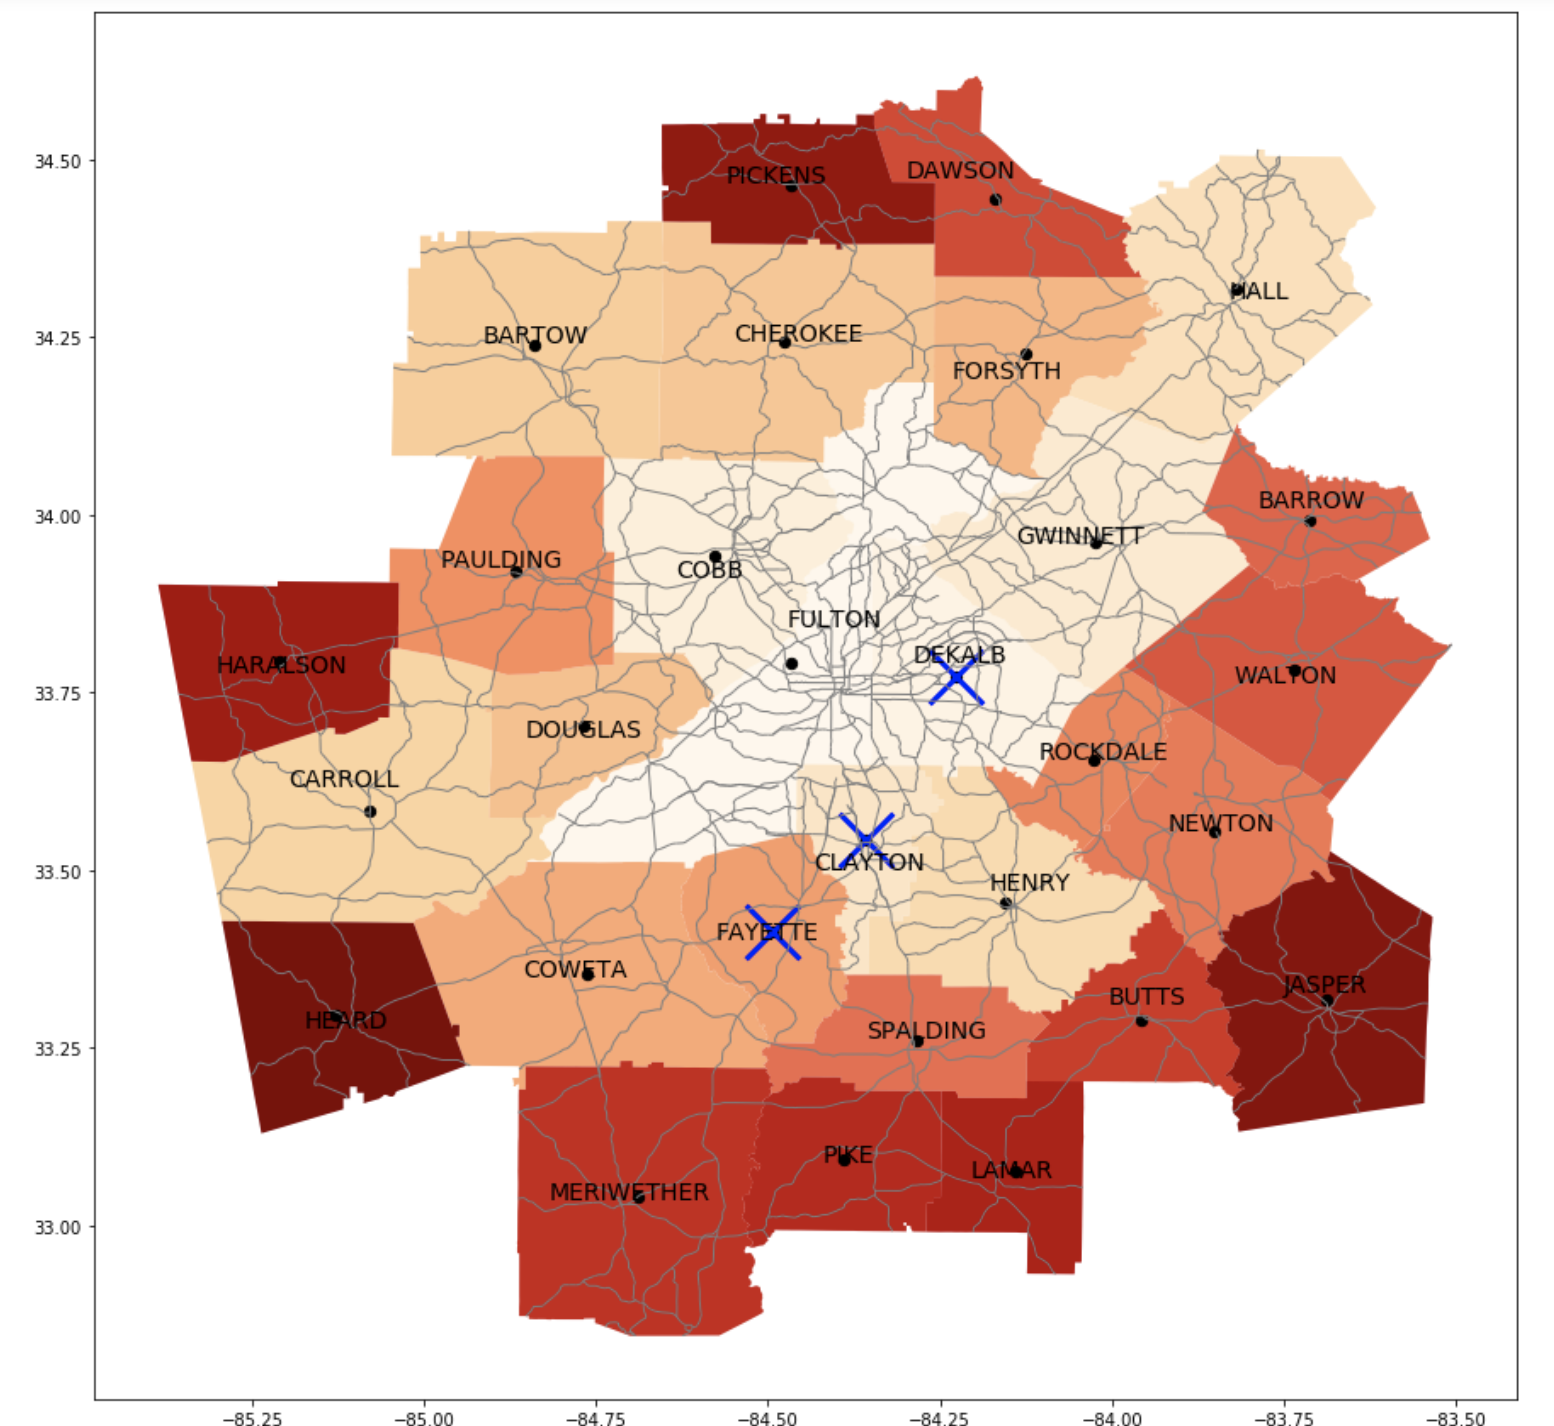 34.50
34.25
34.00
33.75
33.50
33.25
33.00
PICKENS
DAWSON
HALL
BARTOW
CHEROKEE
FORSYTH
BARROW
GWINNETT
PAULDING
COBB
FULTON
DEKALB
HARALSON
WALTON
DOUGLAS
ROCKDALE
CARROLL
NEWTON
CLAYTON
HENRY
FAYETTE
COWETA
JASPER
BUTTS
HEARD
SPALDING
PIKE
LAMAR
MERIWETHER
−85.25 −85.00 −84.75 −84.50 −84.25 −84.00 −83.75 −83.50